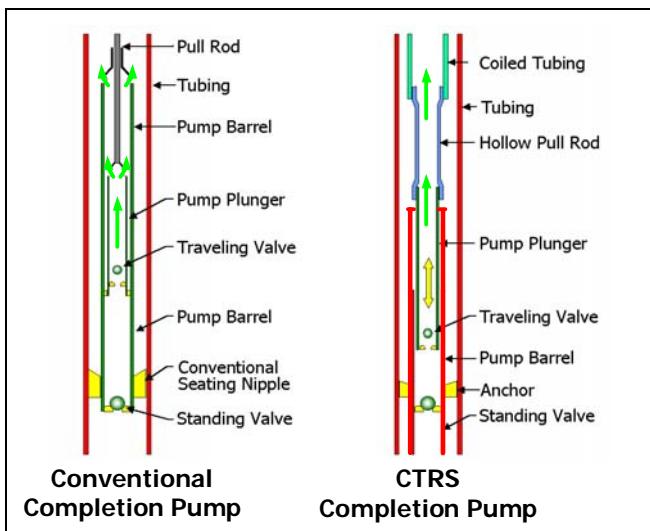 Pull Rod
Tubing
Pump Barrel
Pump Plunger
Traveling Valve
Pump Barrel
Conventional
Seating Nipple
Standing Valve
Conventional
Completion Pump
Coiled Tubing
Tubing
Hollow Pull Rod
Pump Plunger
Traveling Valve
Pump Barrel
Anchor
Standing Valve
CTRS
Completion Pump